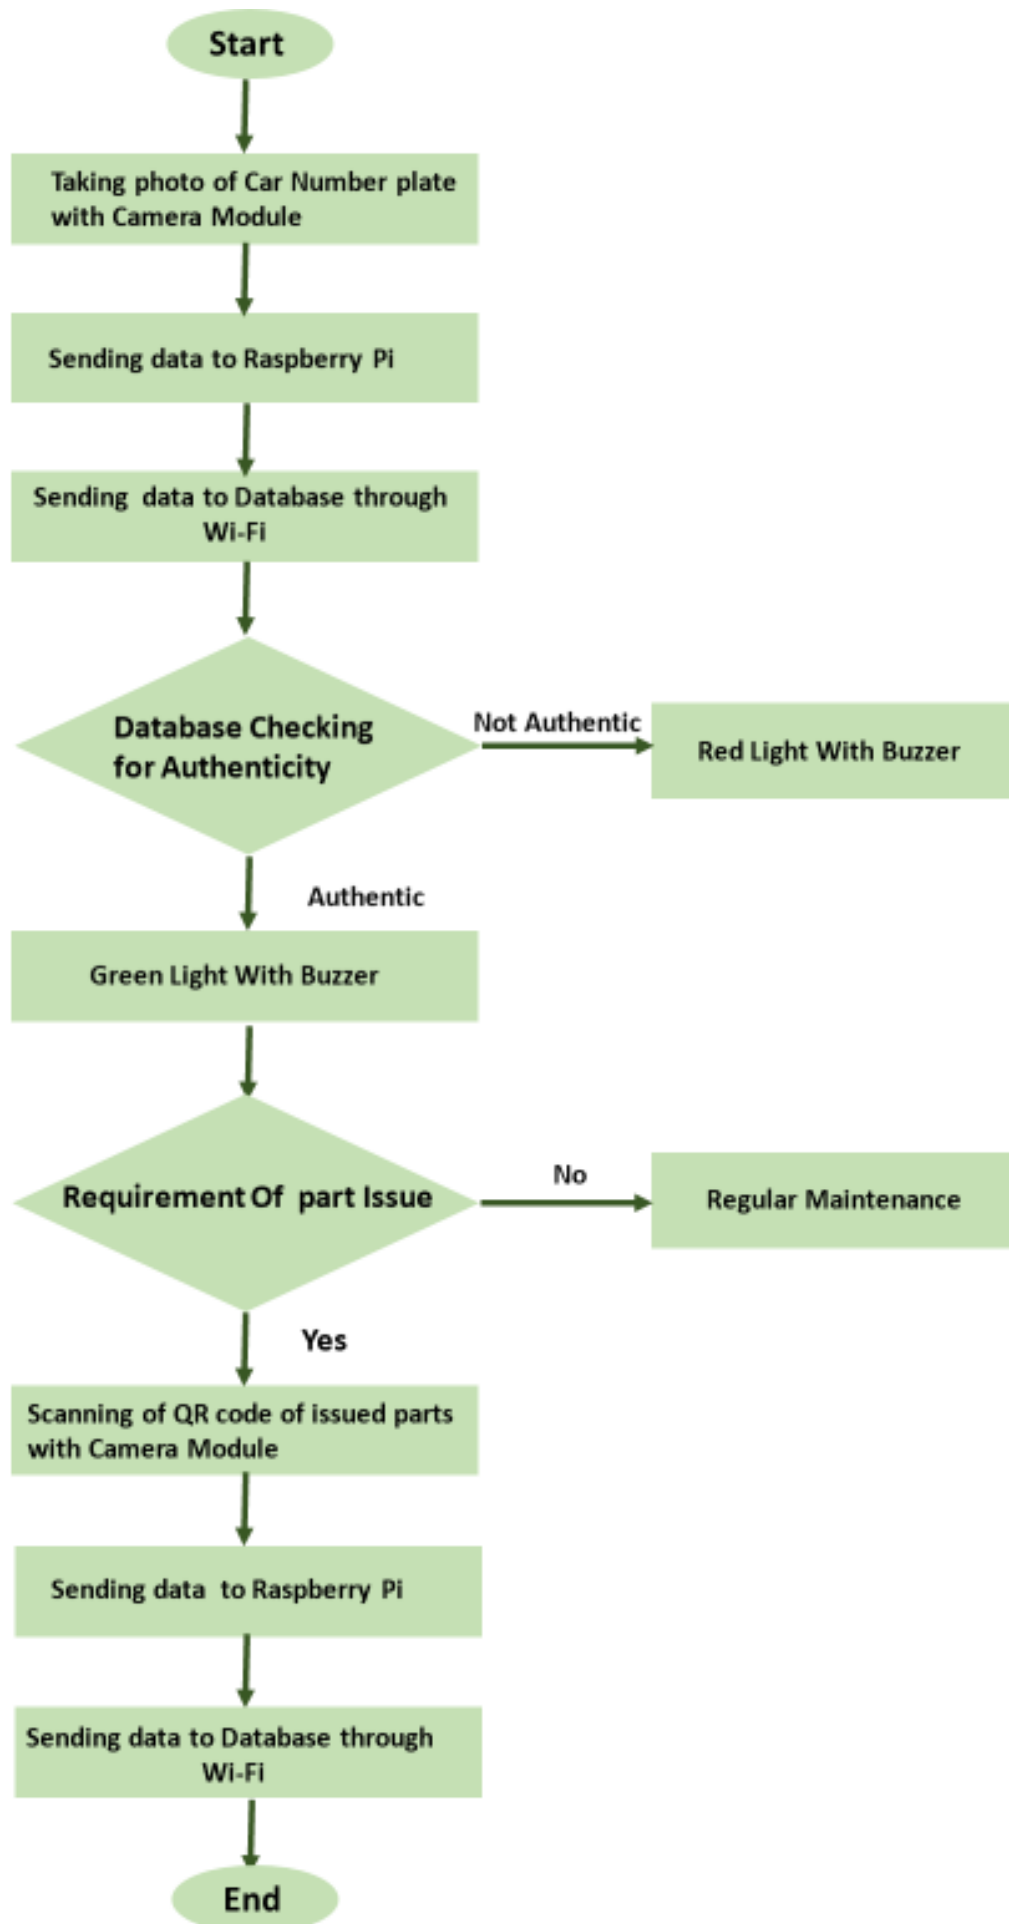 Start
Taking photo of Car Number plate
with Camera Module
Sending data to Raspberry Pi
Sending data to Database through
Wi-Fi
Database Checking
for Authenticity
Not Authentic
Red Light With Buzzer
Authentic
Green Light With Buzzer
Requirement Of part Issue
No
Regular Maintenance
Yes
Scanning of QR code of issued parts
with Camera Module
Sending data to Raspberry Pi
Sending data to Database through
Wi-Fi
End